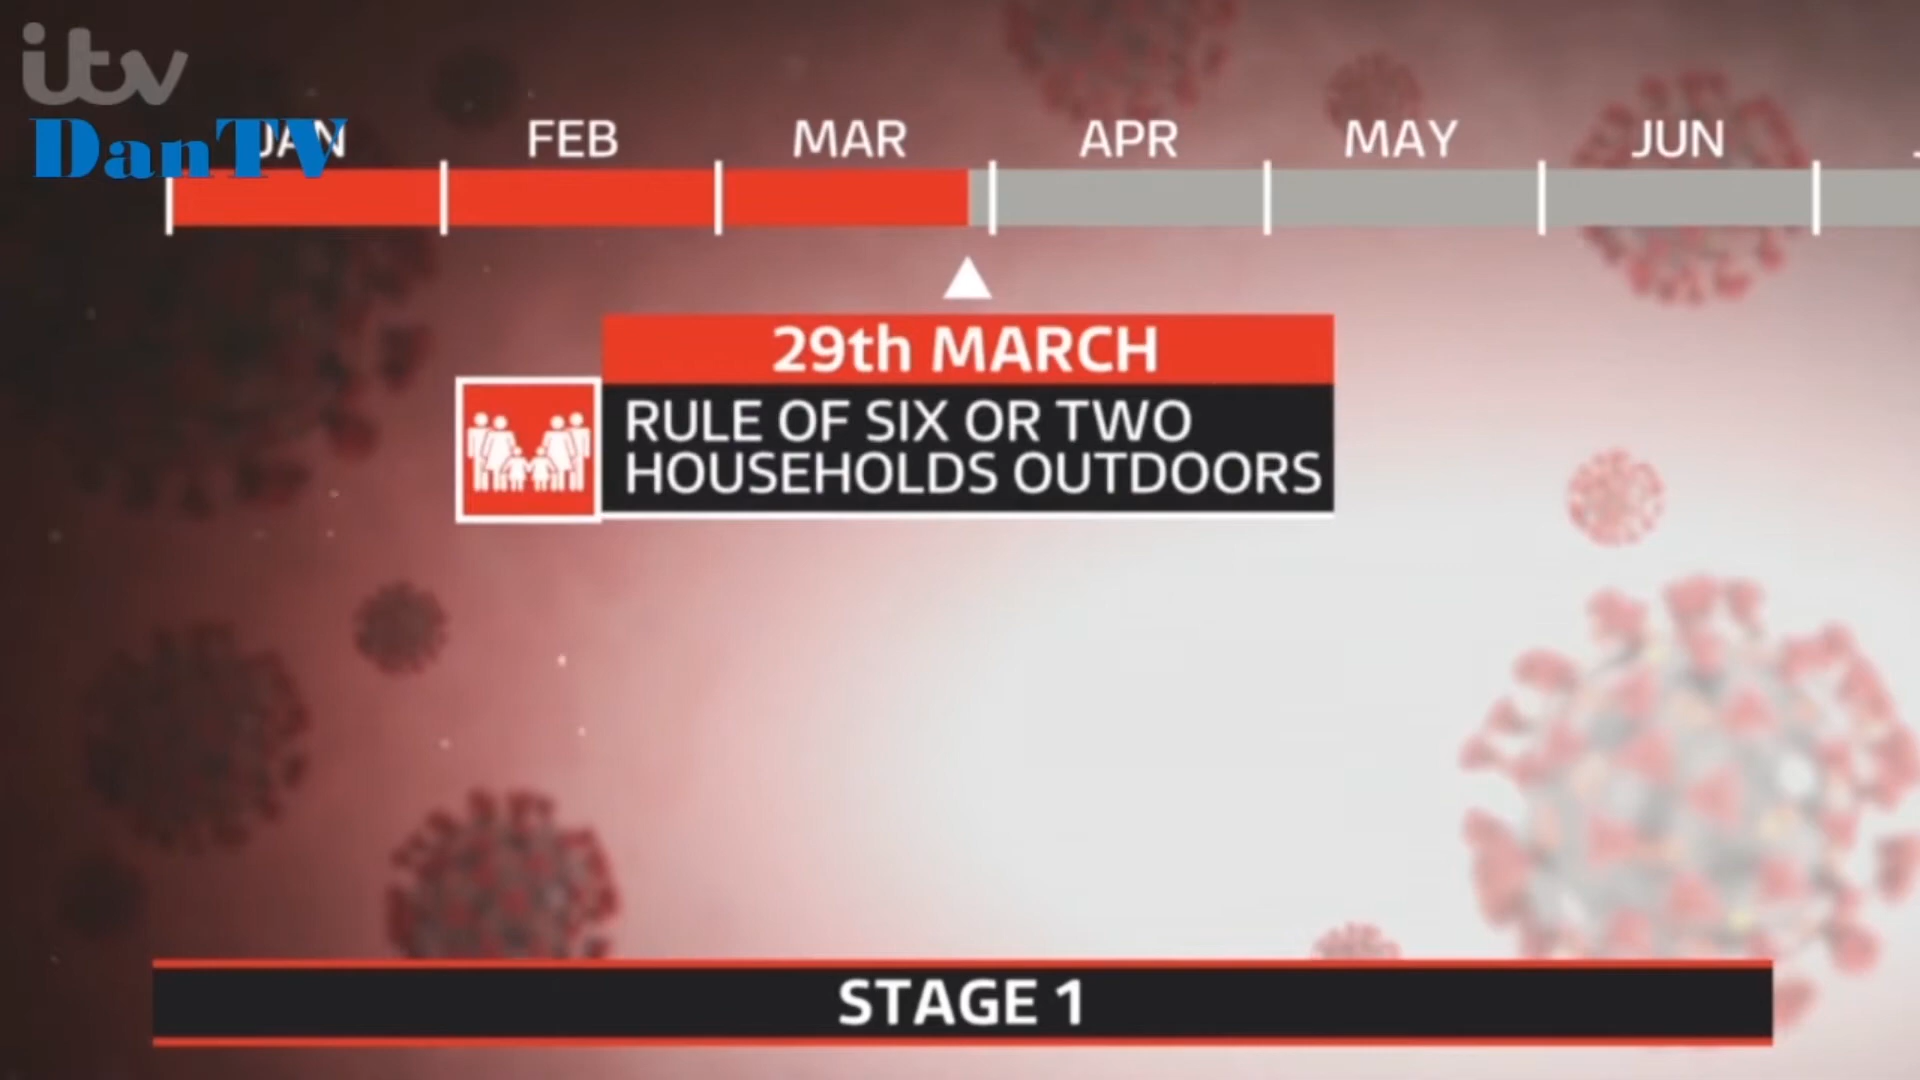 itv
DanTV
JAN FEB MAR APR MAY JUN
29th MARCH
RULE OF SIX OR TWO
HOUSEHOLDS OUTDOORS
STAGE 1